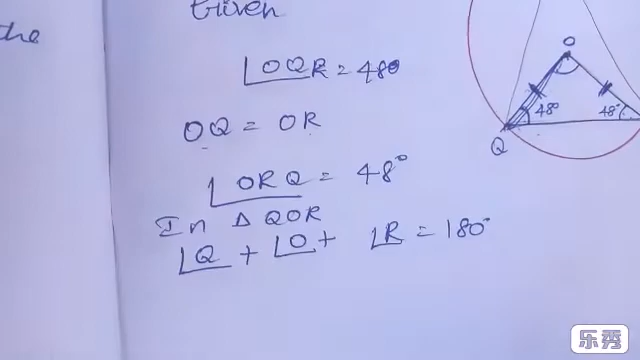 the
Given
∠OQR = 48°
OQ = OR
∠ORQ = 48°
In Δ QOR
∠Q + ∠O + ∠R = 180°
O
48°
48°
Q
乐秀